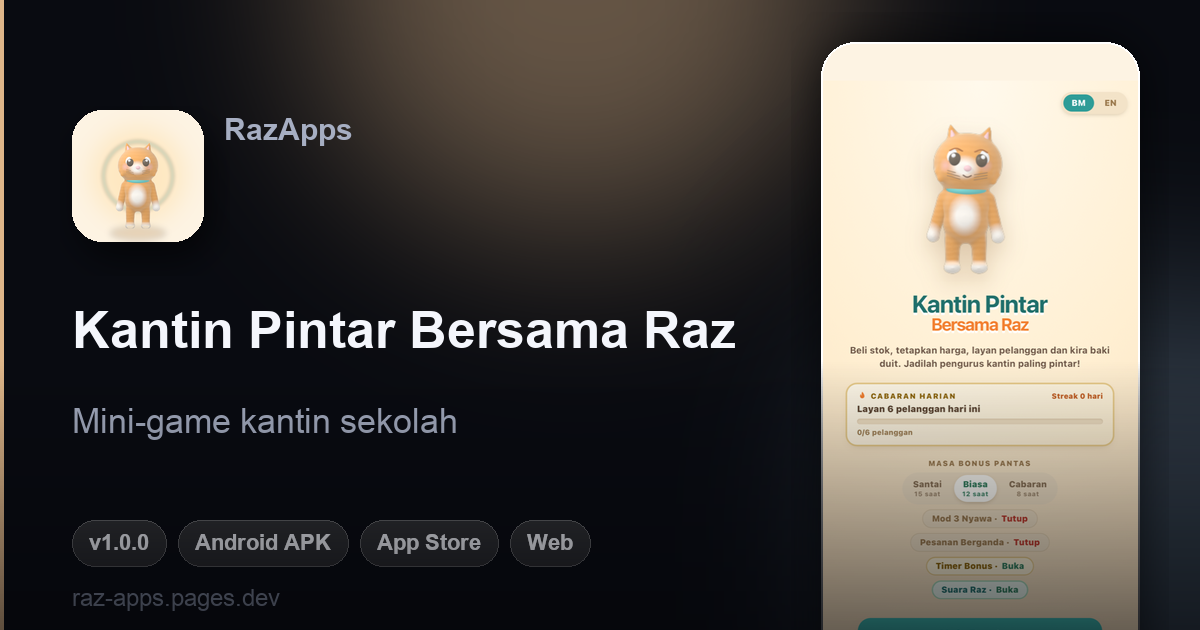 RazApps
Kantin Pintar Bersama Raz
Mini-game kantin sekolah
v1.0.0
Android APK
App Store
Web
raz-apps.pages.dev
BM
EN
Kantin Pintar
Bersama Raz
Beli stok, tetapkan harga, layan pelanggan dan kira baki
duit. Jadilah pengurus kantin paling pintar!
CABARAN HARIAN
Streak 0 hari
Layan 6 pelanggan hari ini
0/6 pelanggan
MASA BONUS PANTAS
Santai
15 saat
Biasa
12 saat
Cabaran
8 saat
Mod 3 Nyawa · Tutup
Pesanan Berganda · Tutup
Timer Bonus · Buka
Suara Raz · Buka